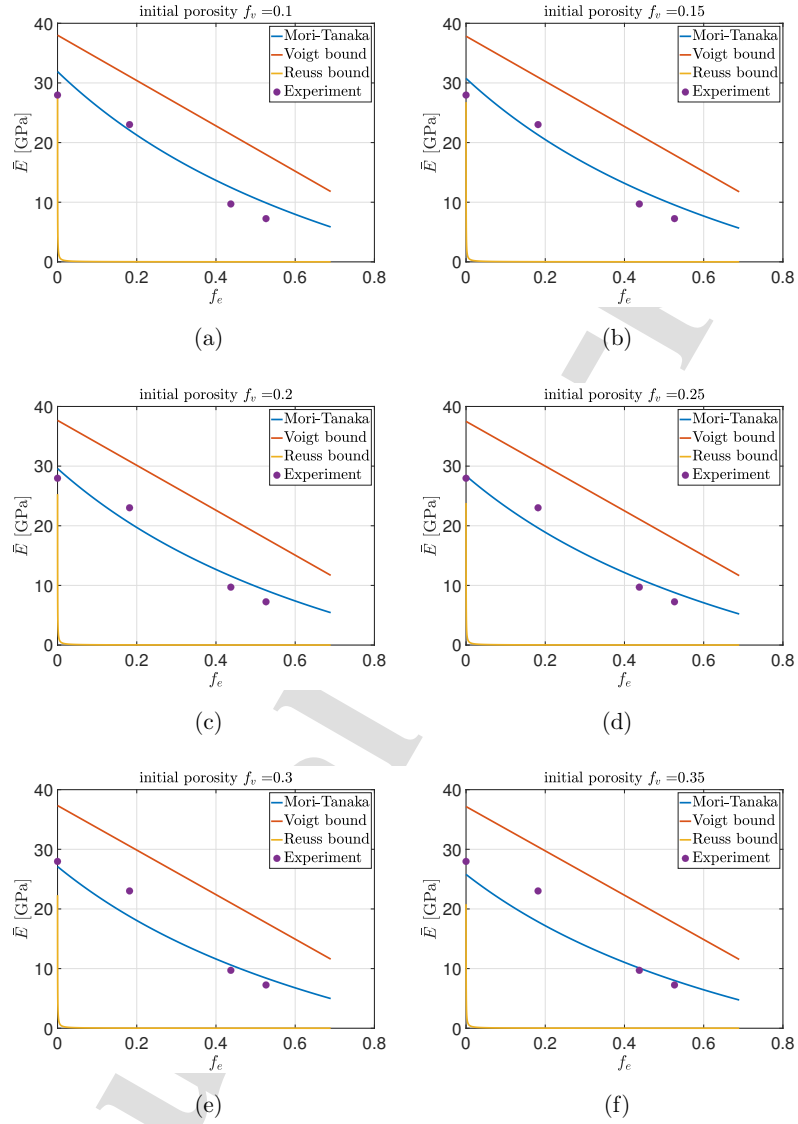 initial porosity f_v =0.1
Mori-Tanaka
Voigt bound
Reuss bound
Experiment
40
30
20
10
0
Ē [GPa]
0 0.2 0.4 0.6 0.8
f_e
(a)
initial porosity f_v =0.15
Mori-Tanaka
Voigt bound
Reuss bound
Experiment
40
30
20
10
0
Ē [GPa]
0 0.2 0.4 0.6 0.8
f_e
(b)
initial porosity f_v =0.2
Mori-Tanaka
Voigt bound
Reuss bound
Experiment
40
30
20
10
0
Ē [GPa]
0 0.2 0.4 0.6 0.8
f_e
(c)
initial porosity f_v =0.25
Mori-Tanaka
Voigt bound
Reuss bound
Experiment
40
30
20
10
0
Ē [GPa]
0 0.2 0.4 0.6 0.8
f_e
(d)
initial porosity f_v =0.3
Mori-Tanaka
Voigt bound
Reuss bound
Experiment
40
30
20
10
0
Ē [GPa]
0 0.2 0.4 0.6 0.8
f_e
(e)
initial porosity f_v =0.35
Mori-Tanaka
Voigt bound
Reuss bound
Experiment
40
30
20
10
0
Ē [GPa]
0 0.2 0.4 0.6 0.8
f_e
(f)